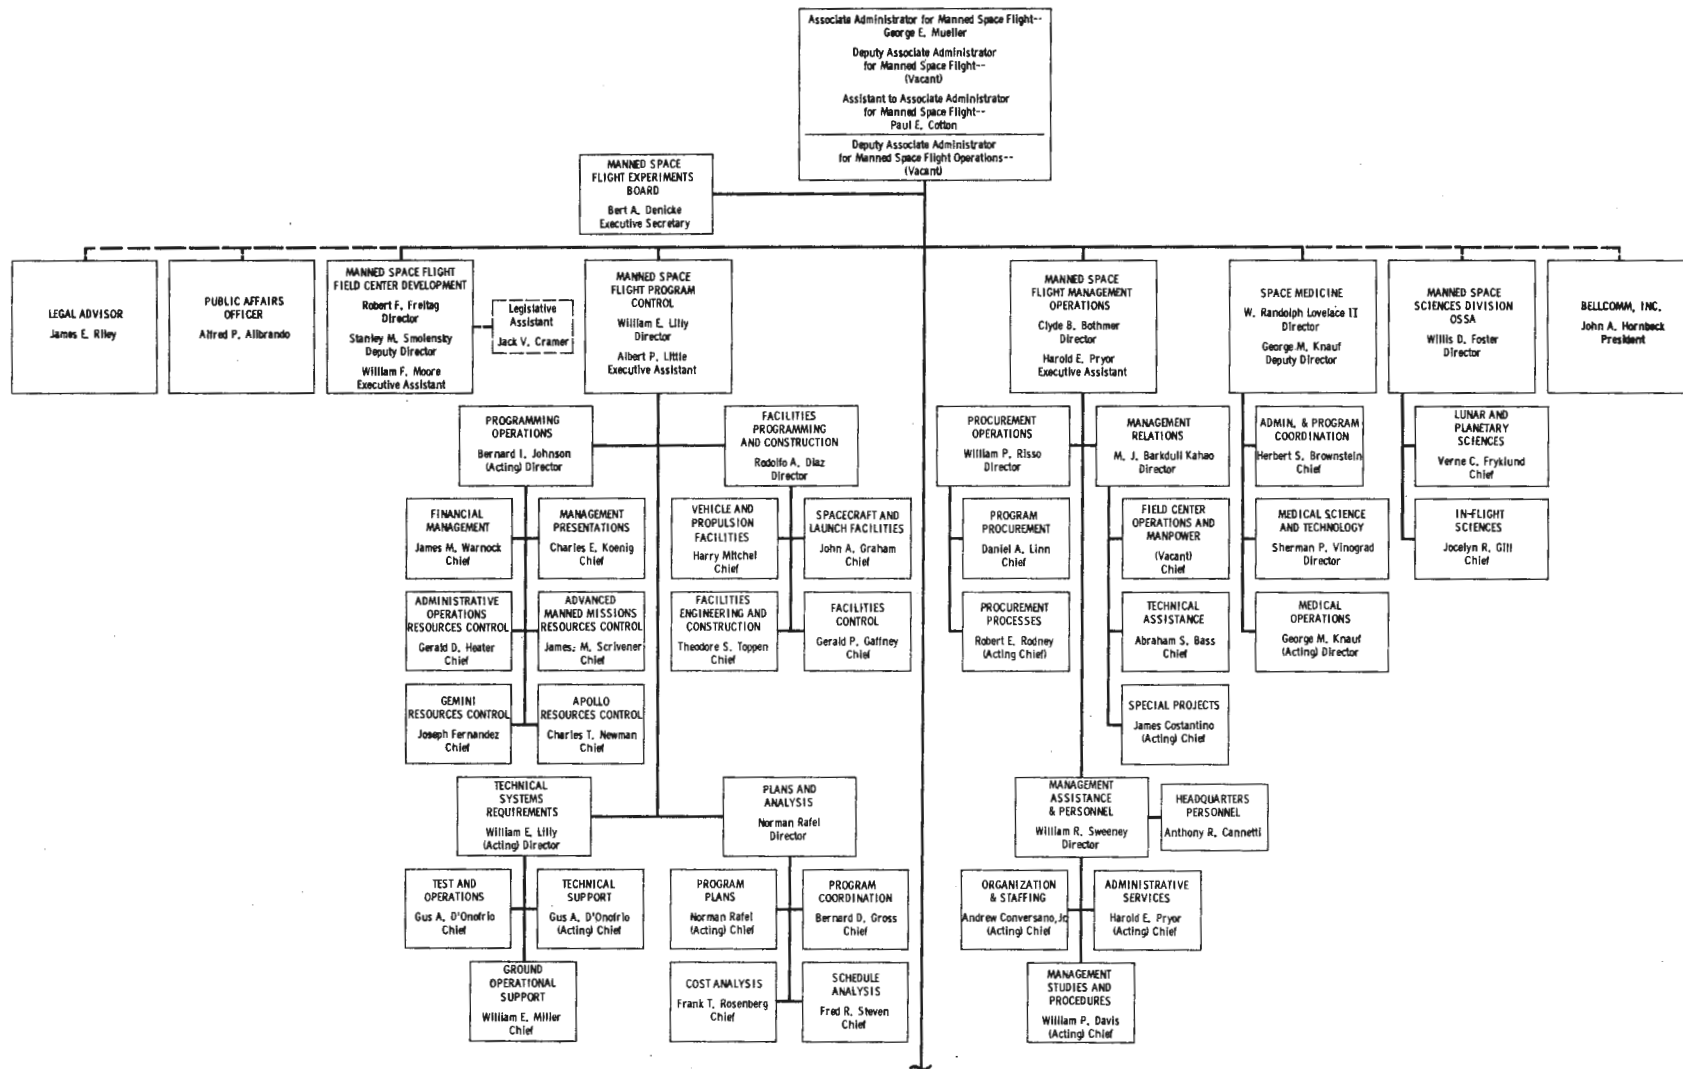 Associate Administrator for Manned Space Flight--
George E. Mueller
Deputy Associate Administrator
for Manned Space Flight--
(Vacant)
Assistant to Associate Administrator
for Manned Space Flight--
Paul E. Cotton
Deputy Associate Administrator
for Manned Space Flight Operations--
(Vacant)
MANNED SPACE
FLIGHT EXPERIMENTS
BOARD
Bert A. Denicke
Executive Secretary
LEGAL ADVISOR
James E. Riley
PUBLIC AFFAIRS
OFFICER
Alfred P. Alibrando
MANNED SPACE FLIGHT
FIELD CENTER DEVELOPMENT
Robert F. Freitag
Director
Stanley M. Smolensky
Deputy Director
William F. Moore
Executive Assistant
Legislative
Assistant
Jack V. Cramer
MANNED SPACE
FLIGHT PROGRAM
CONTROL
William E. Lilly
Director
Albert P. Little
Executive Assistant
MANNED SPACE
FLIGHT MANAGEMENT
OPERATIONS
Clyde B. Bothmer
Director
Harold E. Pryor
Executive Assistant
SPACE MEDICINE
W. Randolph Lovelace II
Director
George M. Knauf
Deputy Director
MANNED SPACE
SCIENCES DIVISION
OSSA
Willis D. Foster
Director
BELLCOMM, INC.
John A. Hornbeck
President
PROGRAMMING
OPERATIONS
Bernard I. Johnson
(Acting) Director
FACILITIES
PROGRAMMING
AND CONSTRUCTION
Rodolfo A. Diaz
Director
PROCUREMENT
OPERATIONS
William P. Risso
Director
MANAGEMENT
RELATIONS
M. J. Barkdull Kahao
Director
ADMIN. & PROGRAM
COORDINATION
Herbert S. Brownstein
Chief
LUNAR AND
PLANETARY
SCIENCES
Verne C. Fryklund
Chief
FINANCIAL
MANAGEMENT
James M. Warnock
Chief
MANAGEMENT
PRESENTATIONS
Charles E. Koenig
Chief
VEHICLE AND
PROPULSION
FACILITIES
Harry Mitchel
Chief
SPACECRAFT AND
LAUNCH FACILITIES
John A. Graham
Chief
PROGRAM
PROCUREMENT
Daniel A. Linn
Chief
FIELD CENTER
OPERATIONS AND
MANPOWER
(Vacant)
Chief
MEDICAL SCIENCE
AND TECHNOLOGY
Sherman P. Vinograd
Director
IN-FLIGHT
SCIENCES
Jocelyn R. Gill
Chief
ADMINISTRATIVE
OPERATIONS
RESOURCES CONTROL
Gerald D. Heater
Chief
ADVANCED
MANNED MISSIONS
RESOURCES CONTROL
James. M. Scrivener
Chief
FACILITIES
ENGINEERING AND
CONSTRUCTION
Theodore S. Toppen
Chief
FACILITIES
CONTROL
Gerald P. Gaffney
Chief
PROCUREMENT
PROCESSES
Robert E. Rodney
(Acting Chief)
TECHNICAL
ASSISTANCE
Abraham S. Bass
Chief
MEDICAL
OPERATIONS
George M. Knauf
(Acting) Director
GEMINI
RESOURCES CONTROL
Joseph Fernandez
Chief
APOLLO
RESOURCES CONTROL
Charles T. Newman
Chief
SPECIAL PROJECTS
James Costantino
(Acting) Chief
TECHNICAL
SYSTEMS
REQUIREMENTS
William E. Lilly
(Acting) Director
PLANS AND
ANALYSIS
Norman Rafel
Director
MANAGEMENT
ASSISTANCE
& PERSONNEL
William R. Sweeney
Director
HEADQUARTERS
PERSONNEL
Anthony R. Cannetti
TEST AND
OPERATIONS
Gus A. D'Onofrio
Chief
TECHNICAL
SUPPORT
Gus A. D'Onofrio
(Acting) Chief
PROGRAM
PLANS
Norman Rafel
(Acting) Chief
PROGRAM
COORDINATION
Bernard D. Gross
Chief
ORGANIZATION
& STAFFING
Andrew Conversano, Jr
(Acting) Chief
ADMINISTRATIVE
SERVICES
Harold E. Pryor
(Acting) Chief
GROUND
OPERATIONAL
SUPPORT
William E. Miller
Chief
COST ANALYSIS
Frank T. Rosenberg
Chief
SCHEDULE
ANALYSIS
Fred R. Steven
Chief
MANAGEMENT
STUDIES AND
PROCEDURES
William P. Davis
(Acting) Chief